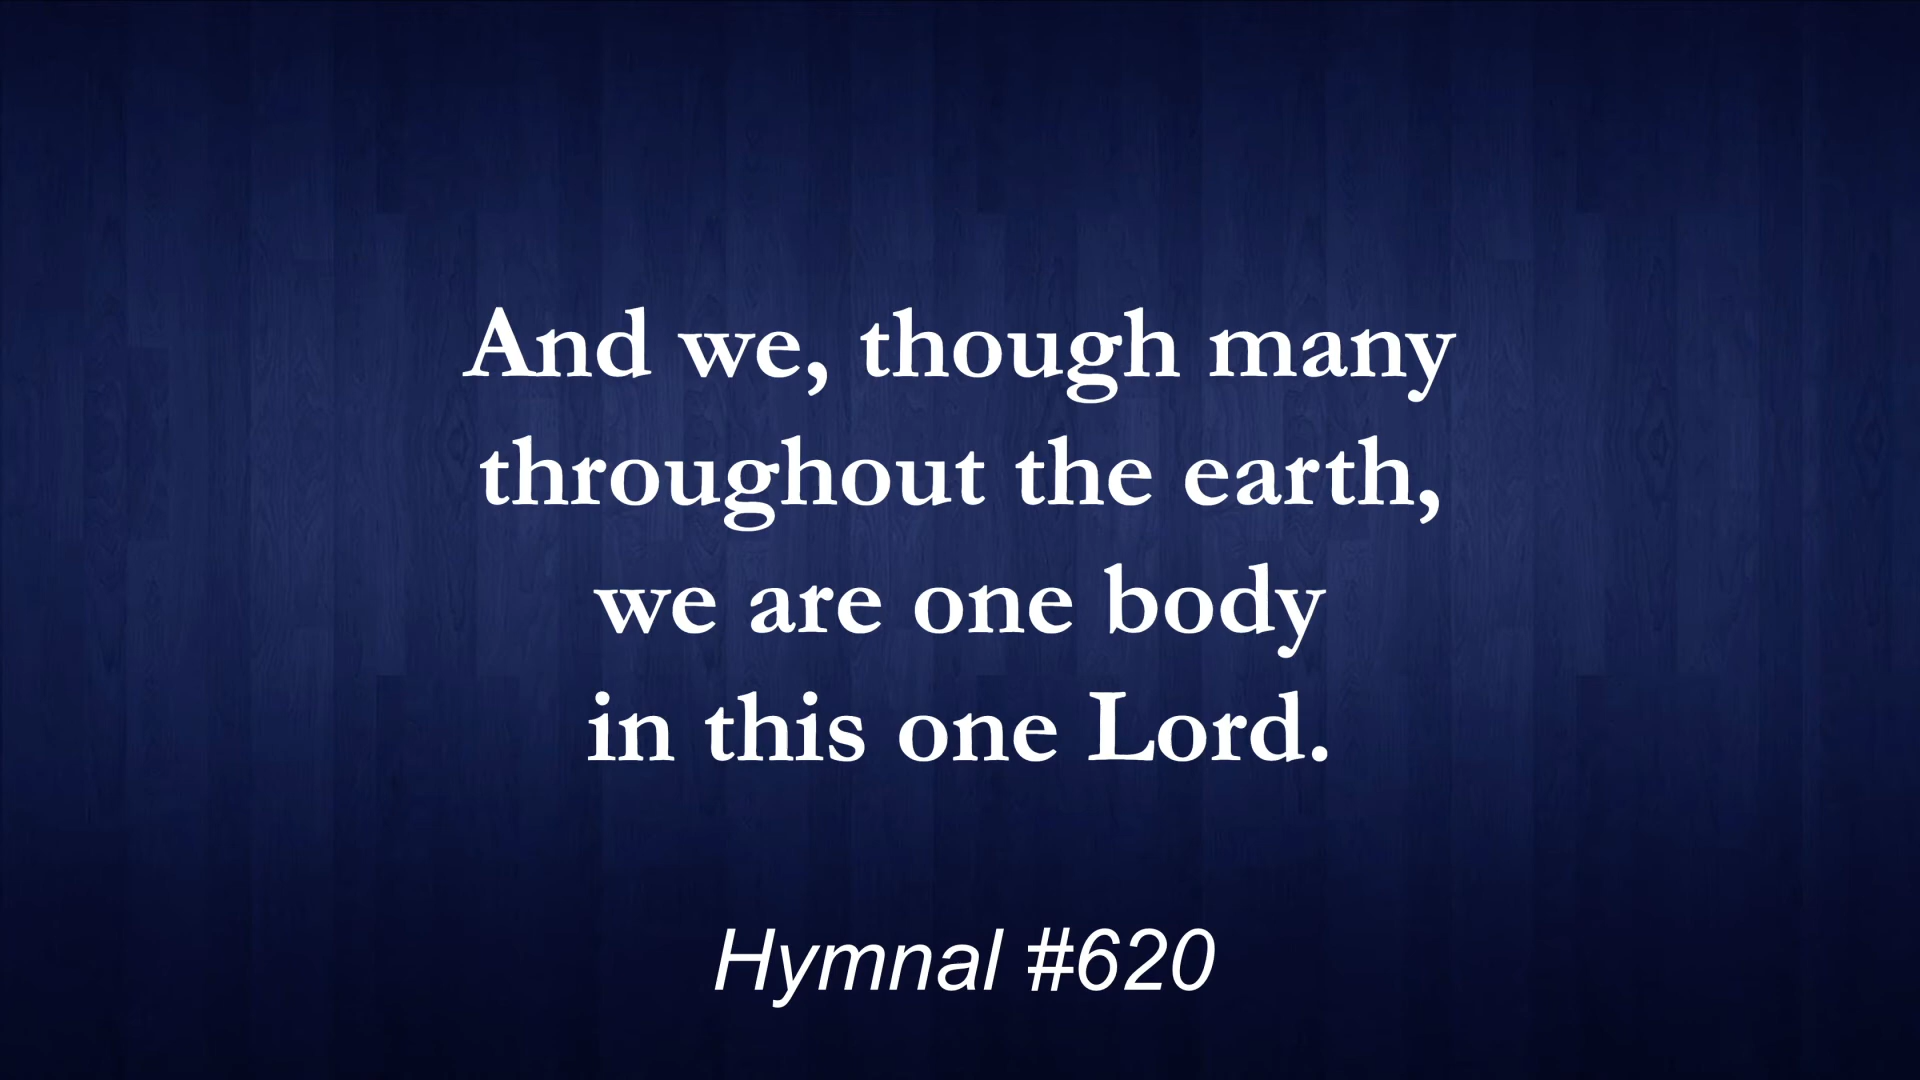 And we, though many
throughout the earth,
we are one body
in this one Lord.
Hymnal #620